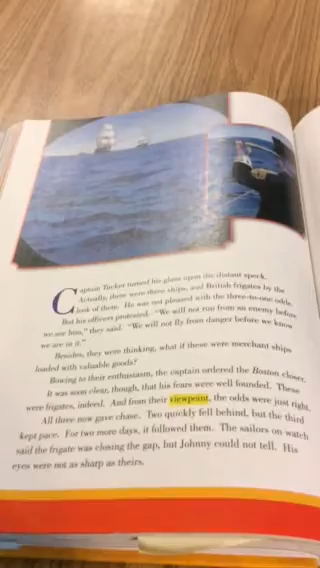 Captain Tucker turned his glass upon the distant speck.
Actually, there were three ships, and British frigates by the
look of them. He was not pleased with the three-to-one odds.
But his officers protested. "We will not run from an enemy before
we see him," they said. "We will not fly from danger before we know
we are in it."
Besides, they were thinking, what if these were merchant ships
loaded with valuable goods?
Bowing to their enthusiasm, the captain ordered the Boston closer.
It was soon clear, though, that his fears were well founded. These
were frigates, indeed. And from their viewpoint, the odds were just right.
All three now gave chase. Two quickly fell behind, but the third
kept pace. For two more days, it followed them. The sailors on watch
said the frigate was closing the gap, but Johnny could not tell. His
eyes were not as sharp as theirs.